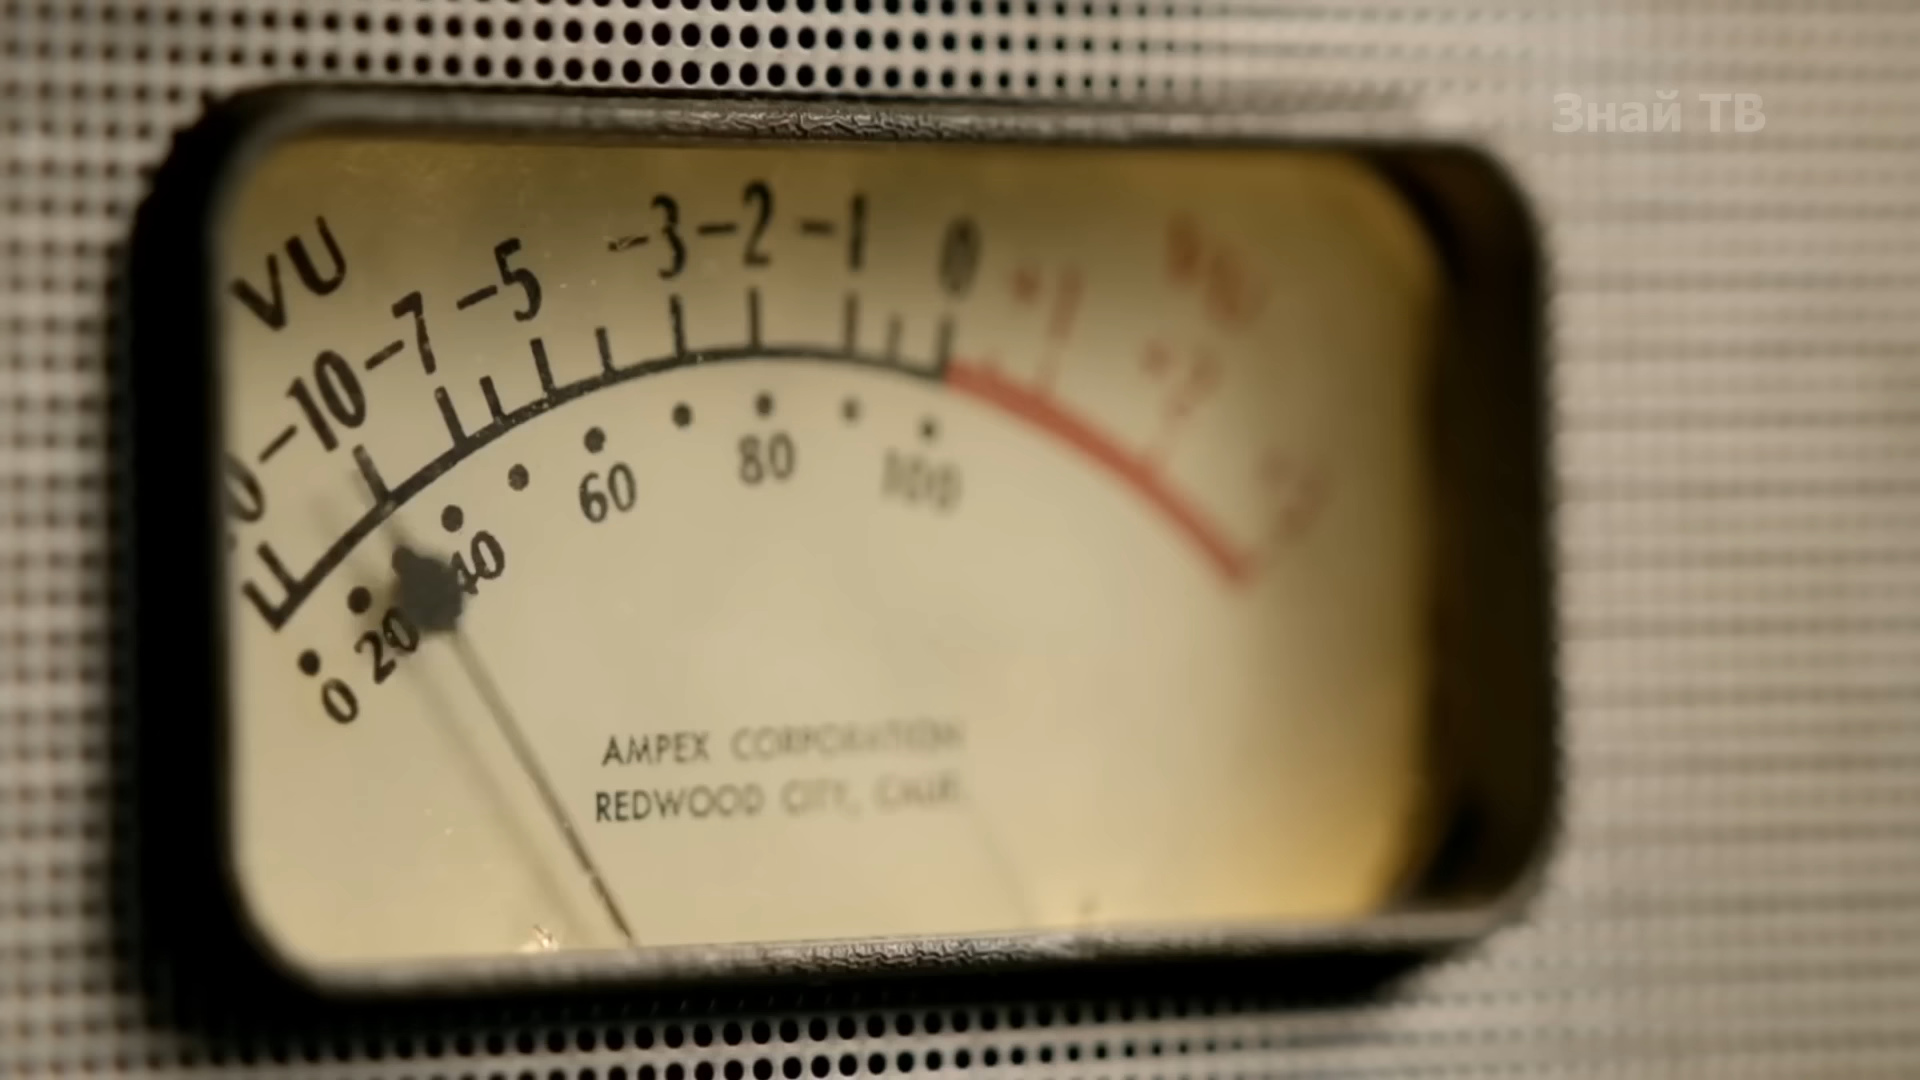 Знай ТВ
VU
-10 -7 -5 -3 -2 -1 0
0 20 40 60 80 100
AMPEX CORPORATION
REDWOOD CITY, CALIF.